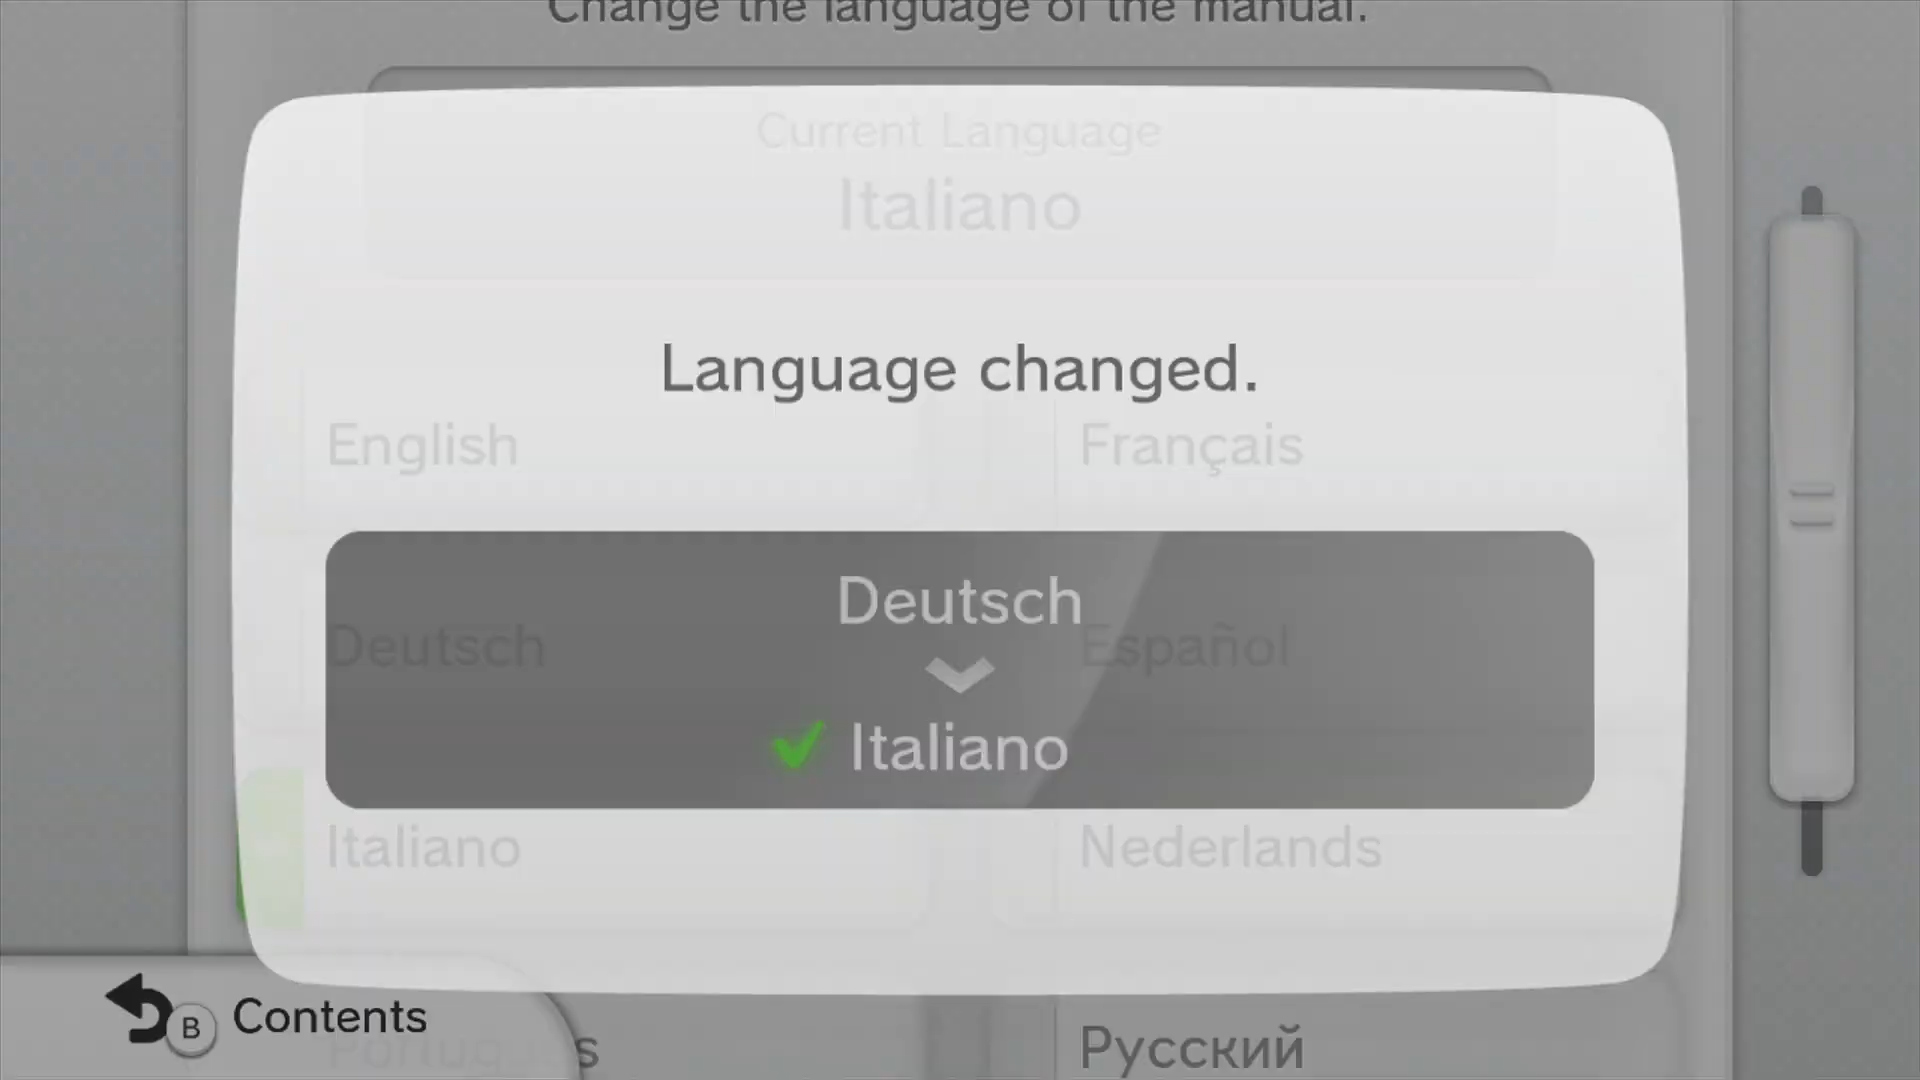 Change the language of the manual.
Current Language
Italiano
Language changed.
English
Français
Deutsch
Deutsch
Español
Italiano
Italiano
Nederlands
B Contents
Português
Русский